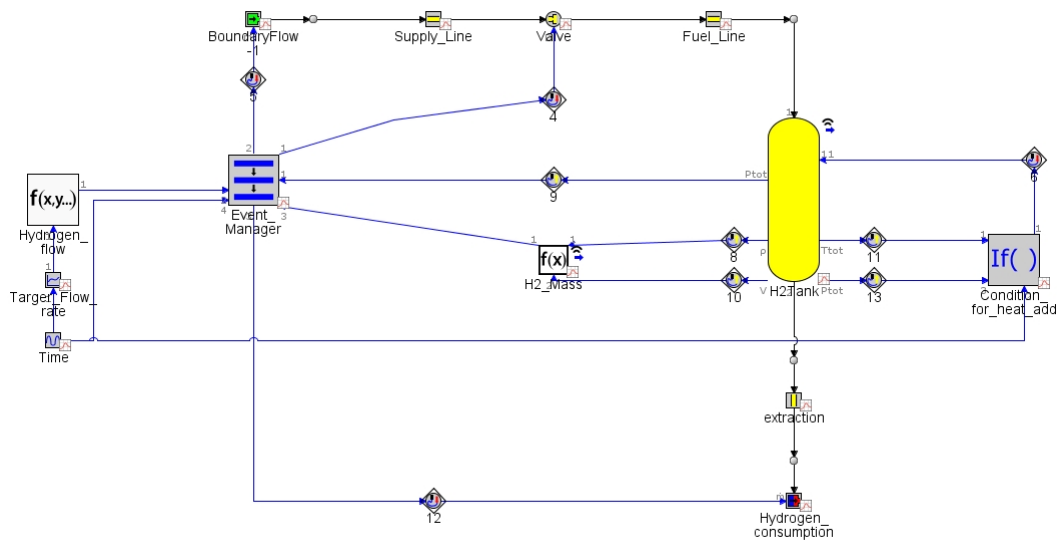 BoundaryFlow
-1
Supply_Line
Valve
Fuel_Line
1
5
4
11
6
2
1
Ptot
1
9
f(x,y...)
1
4
3
Event_
Manager
Hydrogen_
flow
1
1
f(x)
H2_Mass
8
ρ
Ttot
11
1
1
If( )
10
V
H2Tank
Ptot
13
Condition_
for_heat_add
1
Target_Flow_
rate
Time
extraction
12
Hydrogen_
consumption